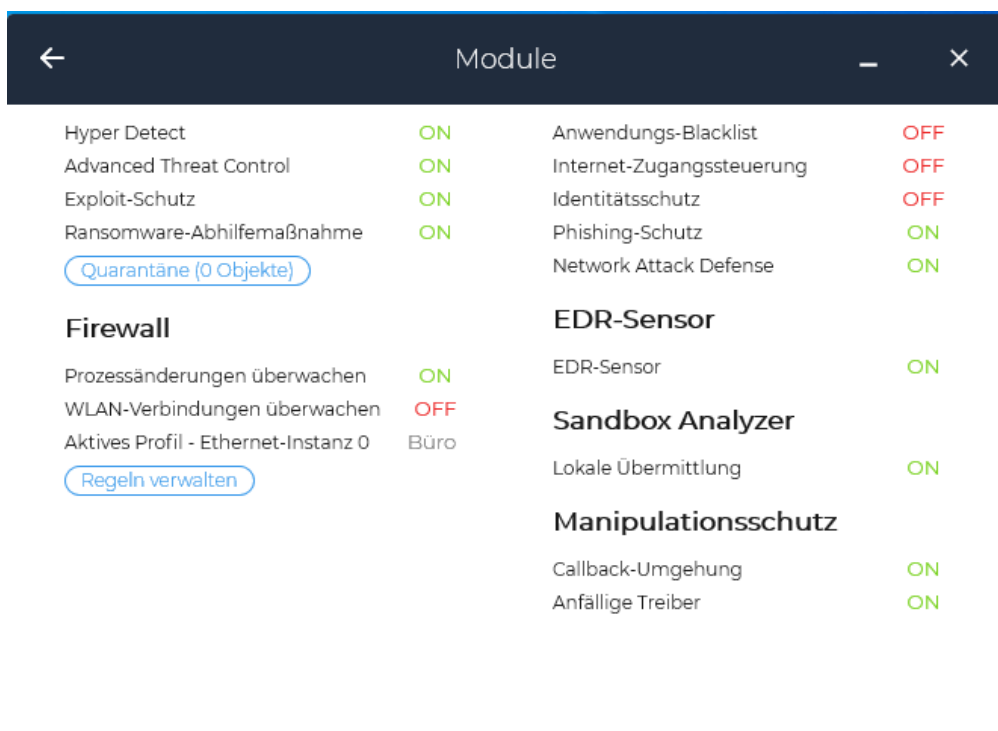 Module
Hyper Detect ON
Advanced Threat Control ON
Exploit-Schutz ON
Ransomware-Abhilfemaßnahme ON
Quarantäne (0 Objekte)
Firewall
Prozessänderungen überwachen ON
WLAN-Verbindungen überwachen OFF
Aktives Profil - Ethernet-Instanz 0 Büro
Regeln verwalten
Anwendungs-Blacklist OFF
Internet-Zugangssteuerung OFF
Identitätsschutz OFF
Phishing-Schutz ON
Network Attack Defense ON
EDR-Sensor
EDR-Sensor ON
Sandbox Analyzer
Lokale Übermittlung ON
Manipulationsschutz
Callback-Umgehung ON
Anfällige Treiber ON